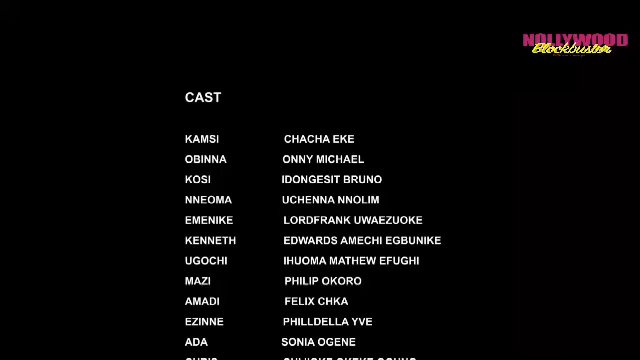 NOLLYWOOD
Blockbuster
CAST
KAMSI CHACHA EKE
OBINNA ONNY MICHAEL
KOSI IDONGESIT BRUNO
NNEOMA UCHENNA NNOLIM
EMENIKE LORDFRANK UWAEZUOKE
KENNETH EDWARDS AMECHI EGBUNIKE
UGOCHI IHUOMA MATHEW EFUGHI
MAZI PHILIP OKORO
AMADI FELIX CHKA
EZINNE PHILLDELLA YVE
ADA SONIA OGENE